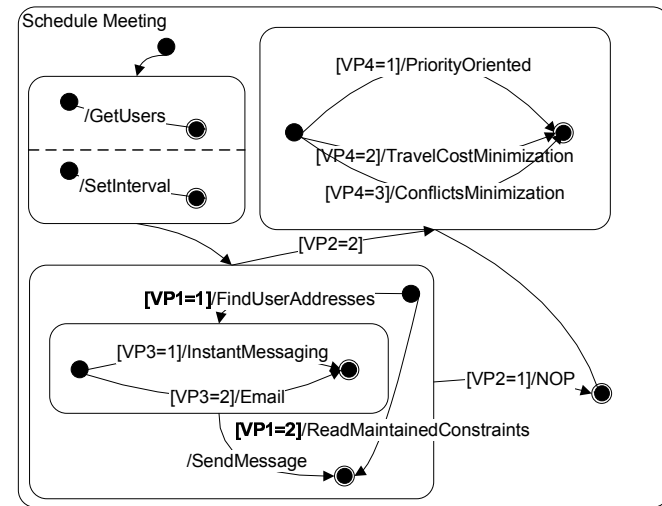 Schedule Meeting
[VP4=1]/PriorityOriented
/GetUsers
[VP4=2]/TravelCostMinimization
/SetInterval
[VP4=3]/ConflictsMinimization
[VP2=2]
[VP1=1]/FindUserAddresses
[VP3=1]/InstantMessaging
[VP2=1]/NOP
[VP3=2]/Email
[VP1=2]/ReadMaintainedConstraints
/SendMessage